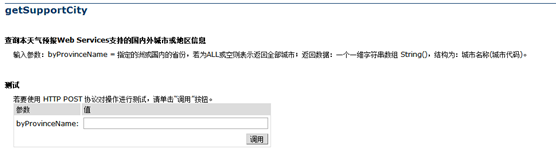 getSupportCity
查询本天气预报Web Services支持的国内外城市或地区信息
输入参数：byProvinceName = 指定的洲或国内的省份，若为ALL或空则表示返回全部城市；返回数据：一个一维字符串数组 String()，结构为：城市名称(城市代码)。
测试
若要使用 HTTP POST 协议对操作进行测试，请单击“调用”按钮。
参数 值
byProvinceName:
调用